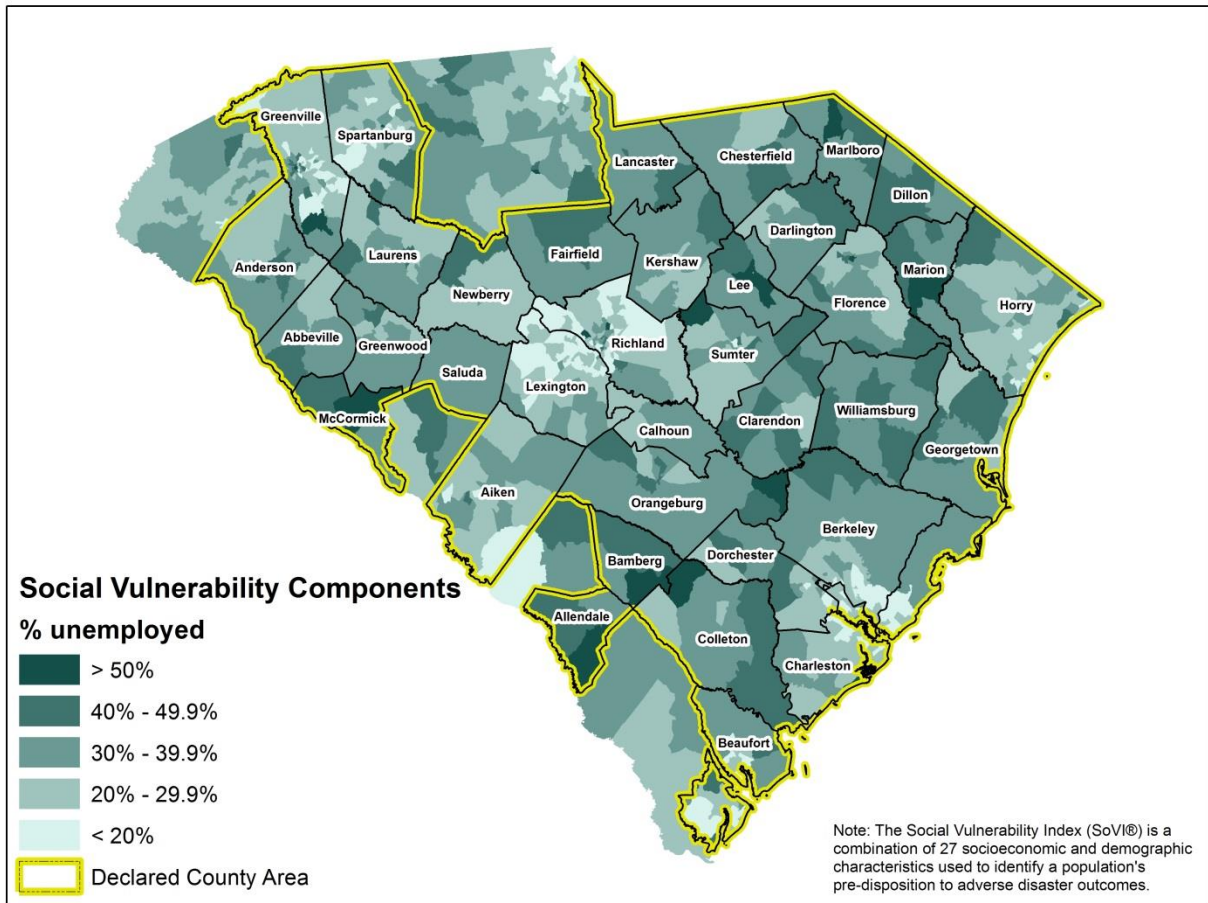 Greenville
Spartanburg
Lancaster
Chesterfield
Marlboro
Dillon
Darlington
Anderson
Laurens
Newberry
Fairfield
Kershaw
Lee
Marion
Florence
Horry
Abbeville
Greenwood
Saluda
Richland
Sumter
Lexington
McCormick
Calhoun
Clarendon
Williamsburg
Georgetown
Aiken
Orangeburg
Berkeley
Bamberg
Dorchester
Allendale
Colleton
Charleston
Beaufort
Social Vulnerability Components
% unemployed
> 50%
40% - 49.9%
30% - 39.9%
20% - 29.9%
< 20%
Declared County Area
Note: The Social Vulnerability Index (SoVI®) is a
combination of 27 socioeconomic and demographic
characteristics used to identify a population's
pre-disposition to adverse disaster outcomes.